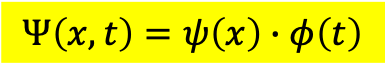 Ψ(x, t) = ψ(x) · ϕ(t)